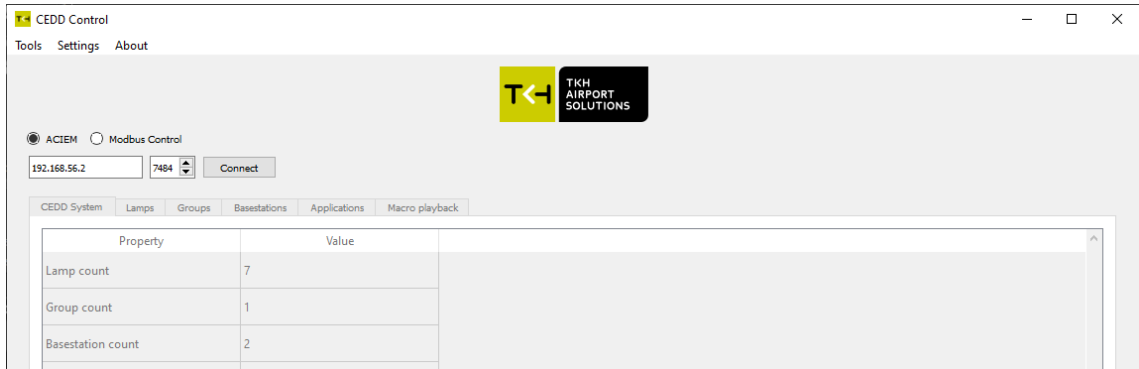 CEDD Control
Tools Settings About
TKH
TKH
AIRPORT
SOLUTIONS
ACIEM Modbus Control
192.168.56.2 7484 Connect
CEDD System Lamps Groups Basestations Applications Macro playback
Property Value
Lamp count 7
Group count 1
Basestation count 2